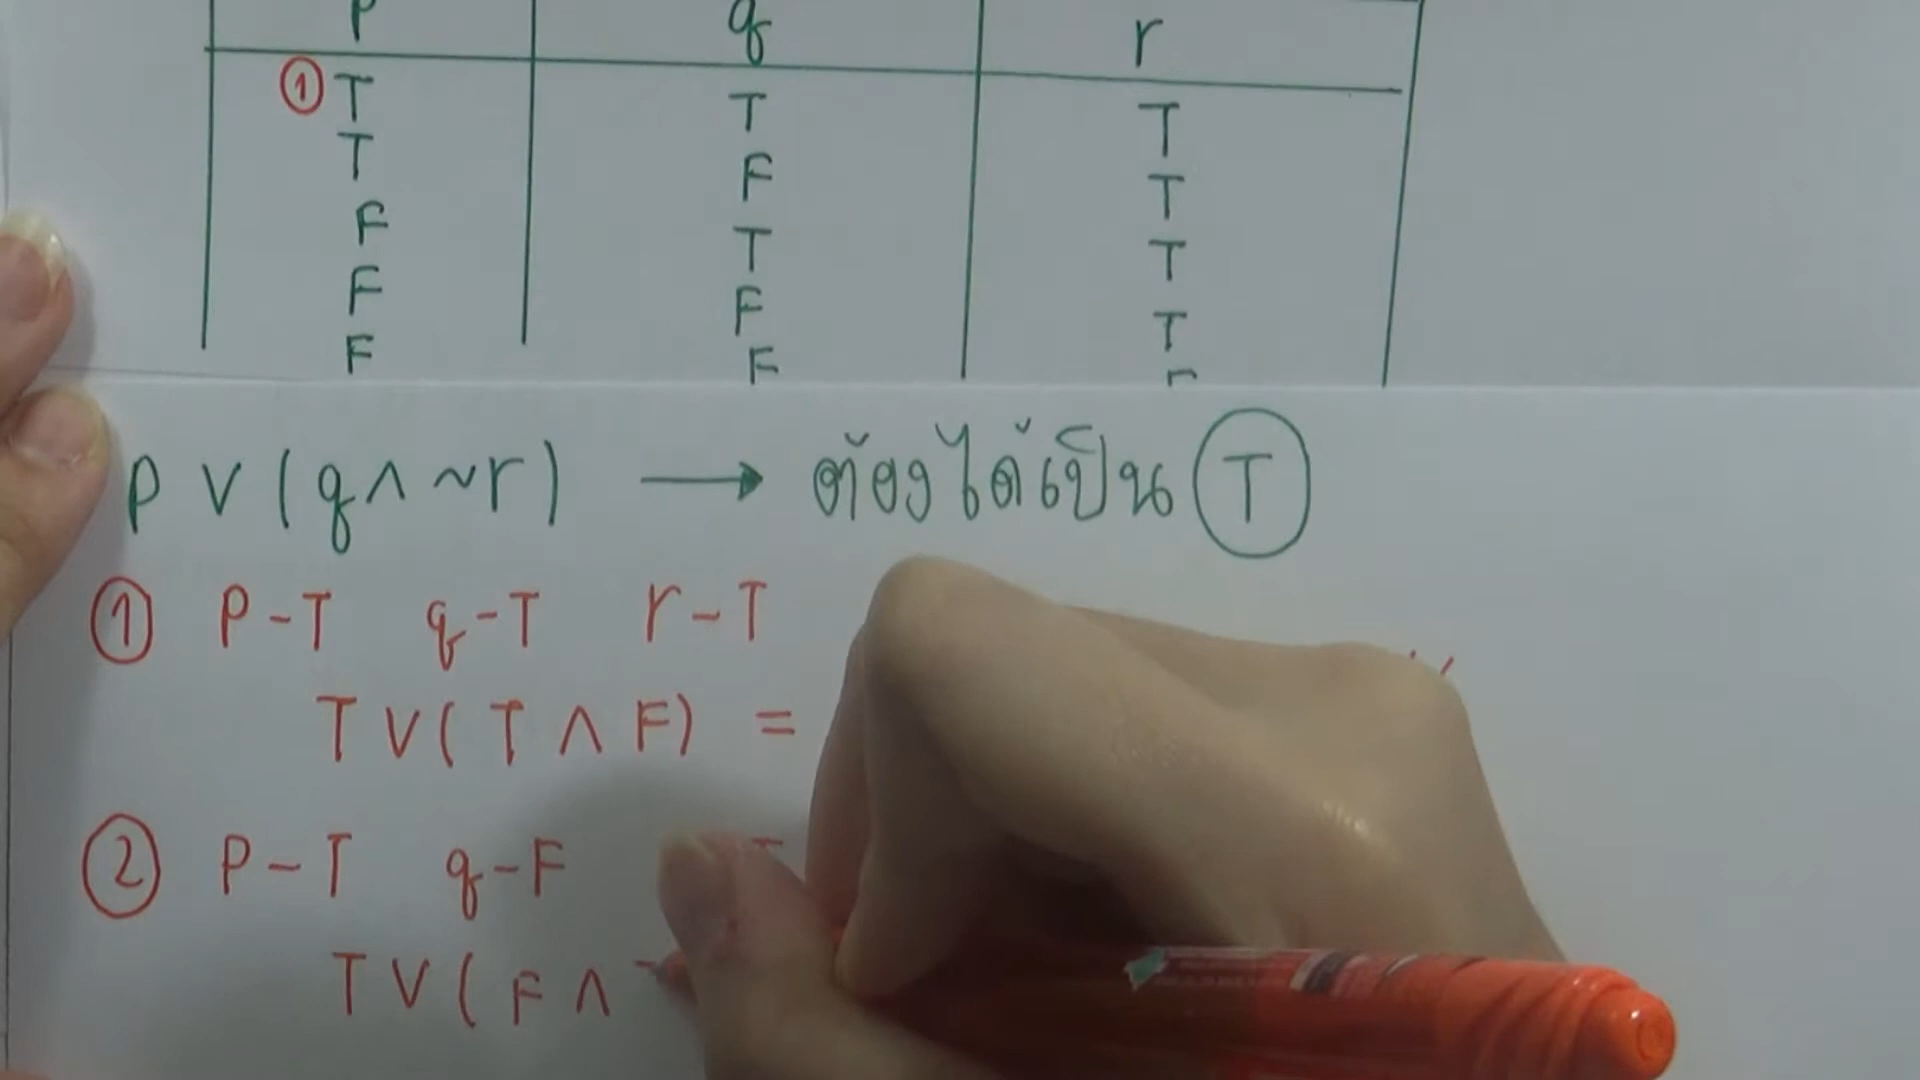 p q r
① T T T
T F T
F T T
F F T
F F
p ∨ (q ∧ ~r) → ต้องได้เป็น T
① P-T q-T r-T
T ∨ ( T ∧ F) =
② P-T q-F
T ∨ ( F ∧